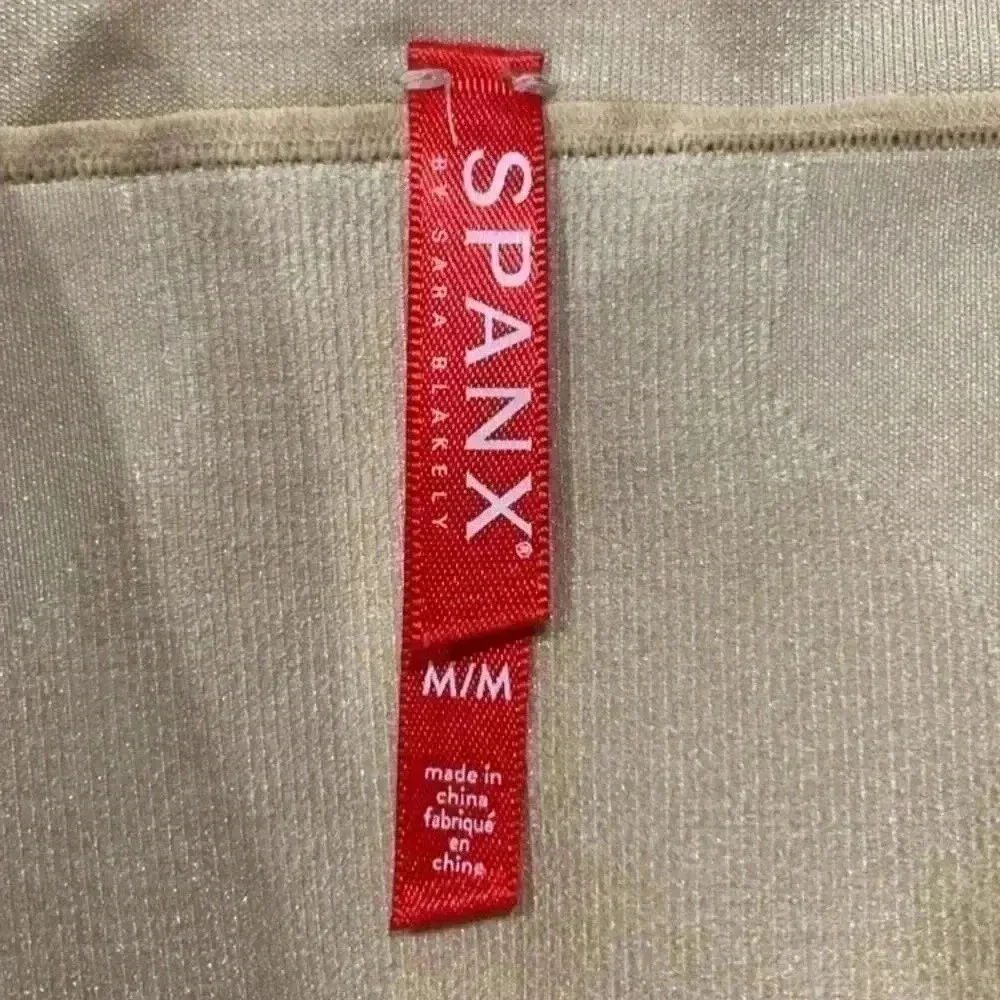 SPANX®
BY SARA BLAKELY
M/M
made in
china
fabriqué
en
chine